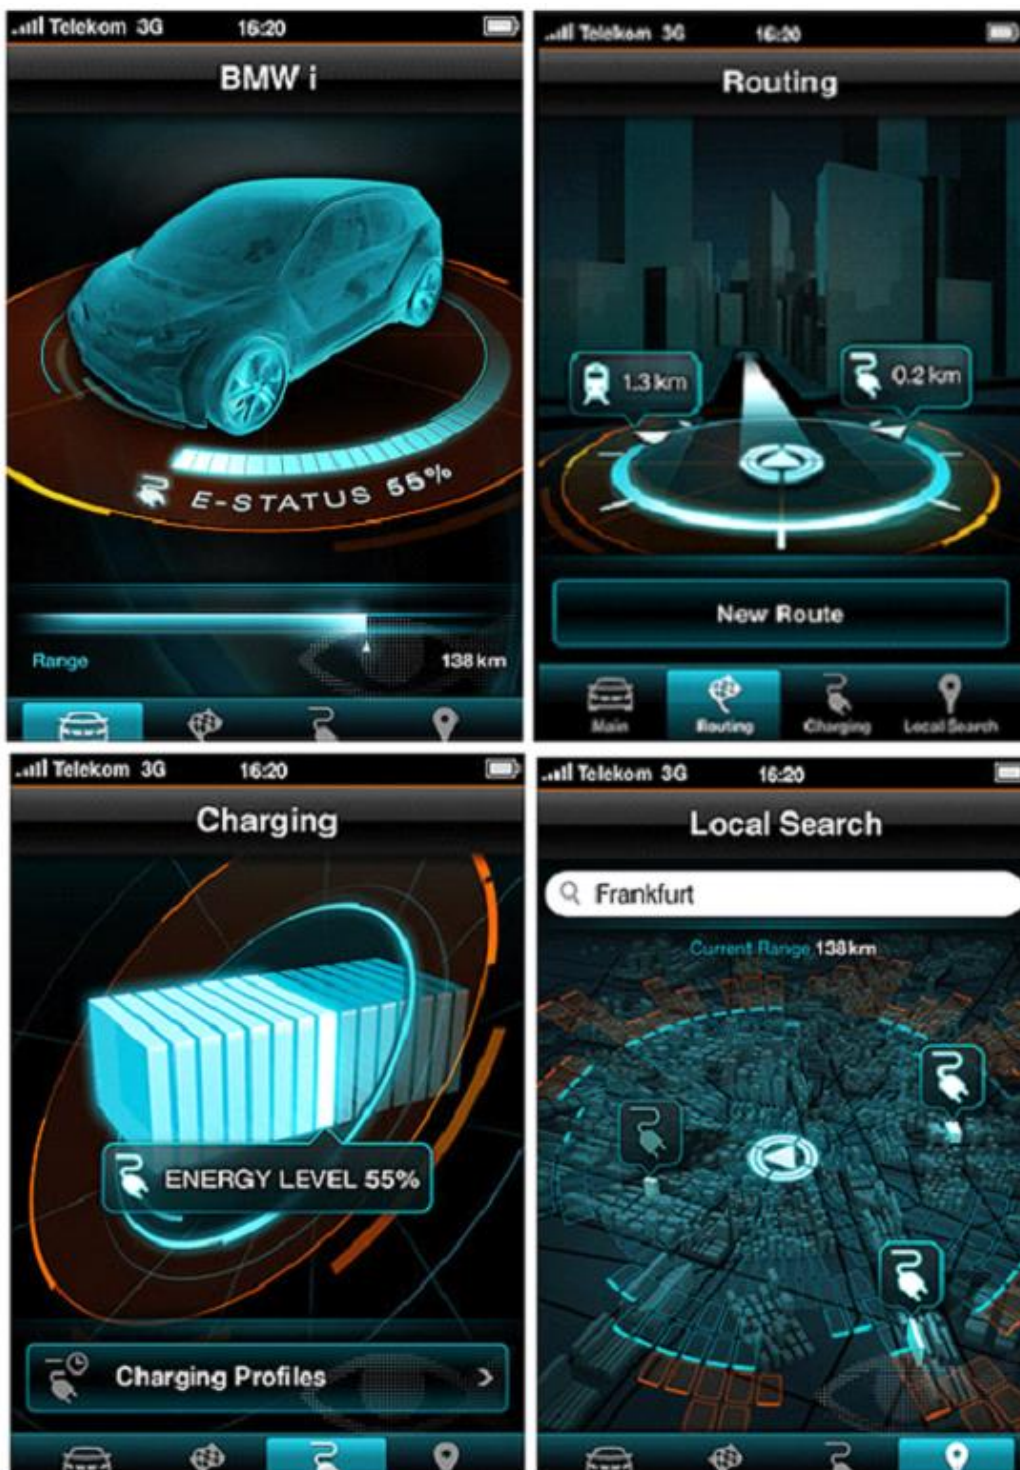 Telekom 3G 16:20
BMW i
E-STATUS 55%
Range 138 km
Telekom 3G 16:20
Routing
1.3 km
0.2 km
New Route
Main Routing Charging Local Search
Telekom 3G 16:20
Charging
ENERGY LEVEL 55%
Charging Profiles
Telekom 3G 16:20
Local Search
Frankfurt
Current Range 138 km